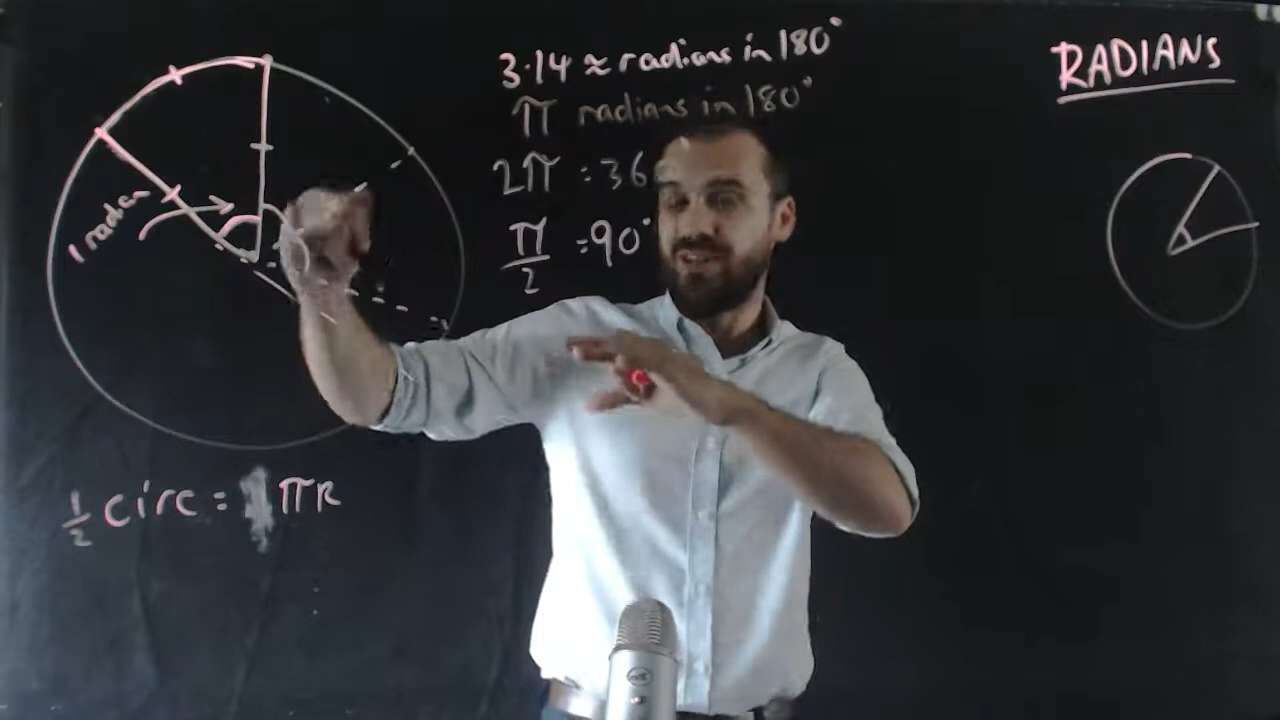 3.14 ≈ radians in 180°
π radians in 180°
2π = 36
π/2 = 90°
RADIANS
1 radian
½ circ = πR